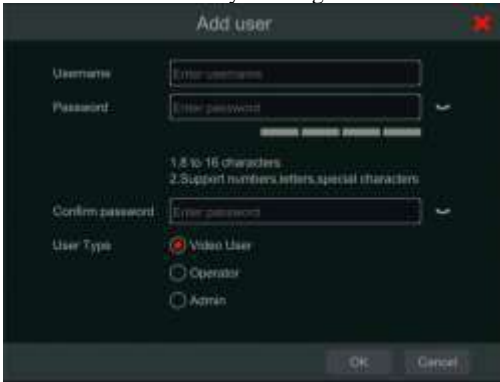 Add user
Username
Enter username
Password
Enter password
1.8 to 16 characters
2.Support numbers,letters,special characters
Confirm password
Enter password
User Type
Video User
Operator
Admin
OK
Cancel